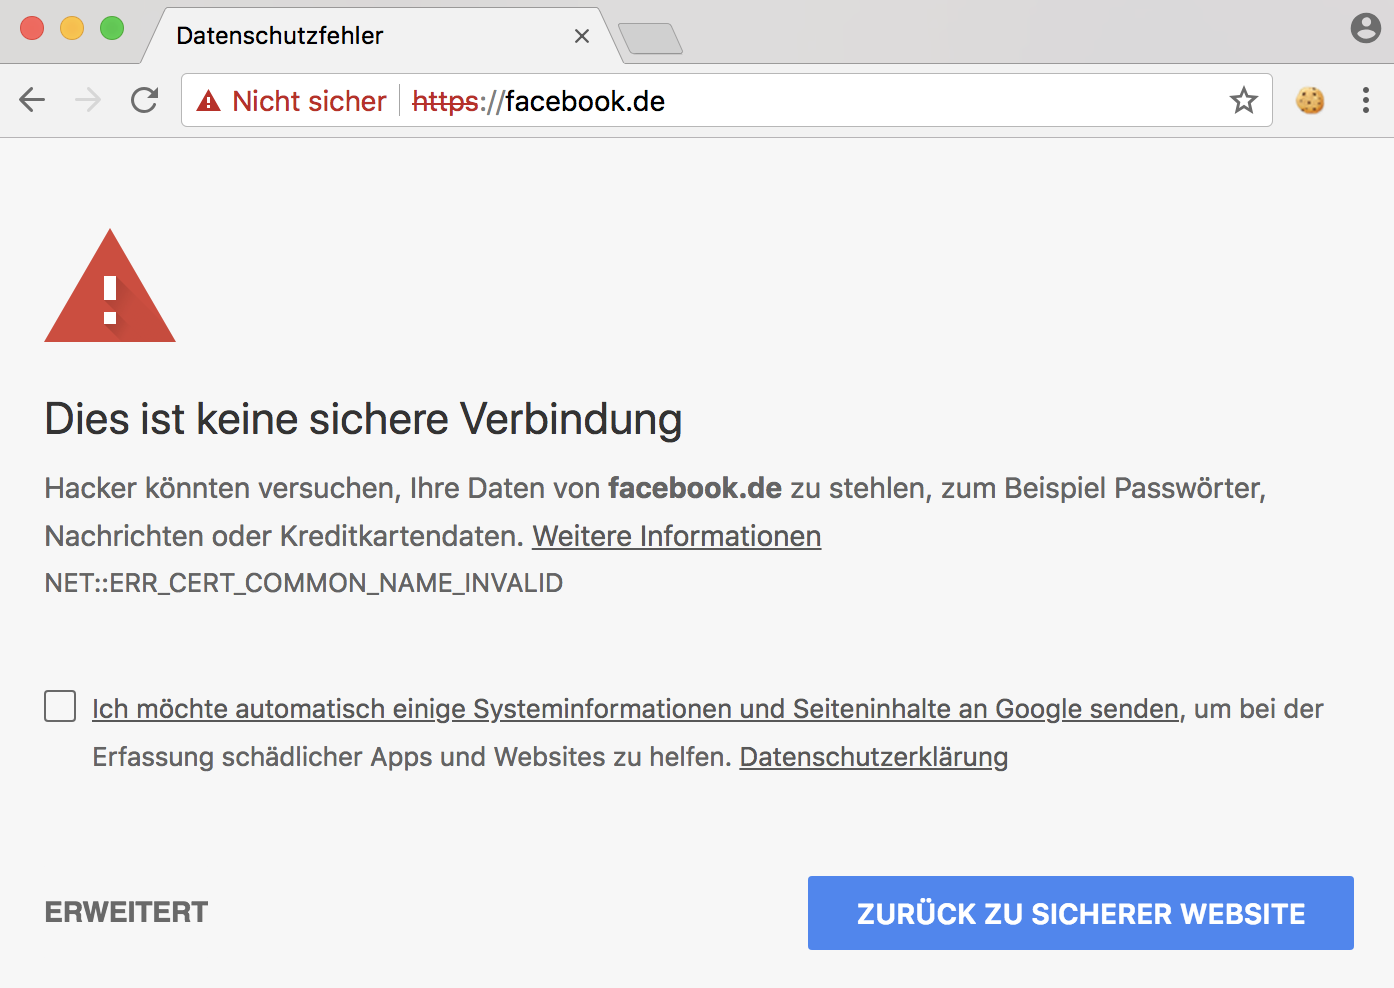 Datenschutzfehler
Nicht sicher
https://facebook.de
Dies ist keine sichere Verbindung
Hacker könnten versuchen, Ihre Daten von facebook.de zu stehlen, zum Beispiel Passwörter,
Nachrichten oder Kreditkartendaten. Weitere Informationen
NET::ERR_CERT_COMMON_NAME_INVALID
Ich möchte automatisch einige Systeminformationen und Seiteninhalte an Google senden, um bei der
Erfassung schädlicher Apps und Websites zu helfen. Datenschutzerklärung
ERWEITERT
ZURÜCK ZU SICHERER WEBSITE